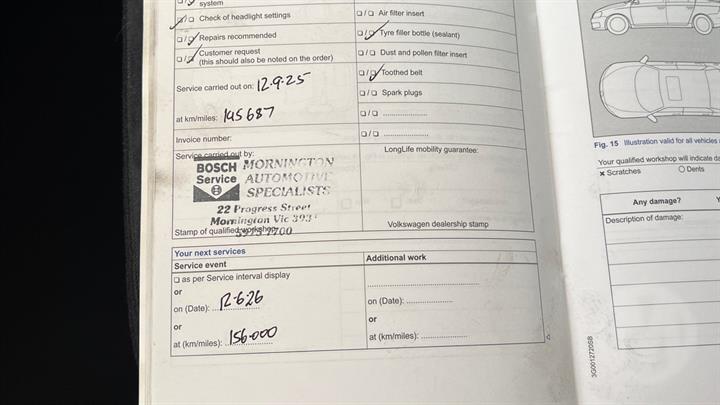 system
Check of headlight settings
Repairs recommended
Customer request
(this should also be noted on the order)
Service carried out on: 12.9.25
at km/miles: 145687
Invoice number:
Service carried out by:
BOSCH
Service
MORNINGTON
AUTOMOTIVE
SPECIALISTS
22 Progress Street
Mornington Vic 393
Stamp of qualified workshop
7700
Air filter insert
Tyre filler bottle (sealant)
Dust and pollen filter insert
Toothed belt
Spark plugs
LongLife mobility guarantee:
Volkswagen dealership stamp
Your next services
Service event
as per Service interval display
or
on (Date): 12.6.26
or
at (km/miles): 156.000
Additional work
on (Date):
or
at (km/miles):
Fig. 15 Illustration valid for all vehicles
Your qualified workshop will indicate
x Scratches
Dents
Any damage?
Y
Description of damage:
3G0012720SB